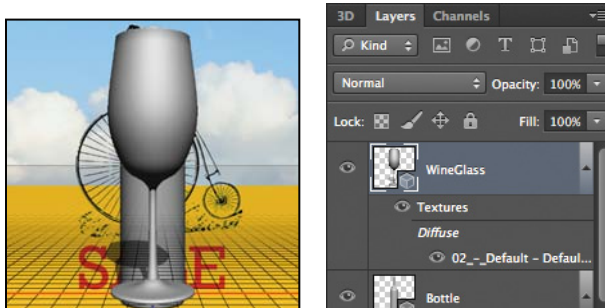 S   E
3D Layers Channels
Kind T
Normal Opacity: 100%
Lock: Fill: 100%
WineGlass
Textures
Diffuse
02_-_Default - Defaul...
Bottle